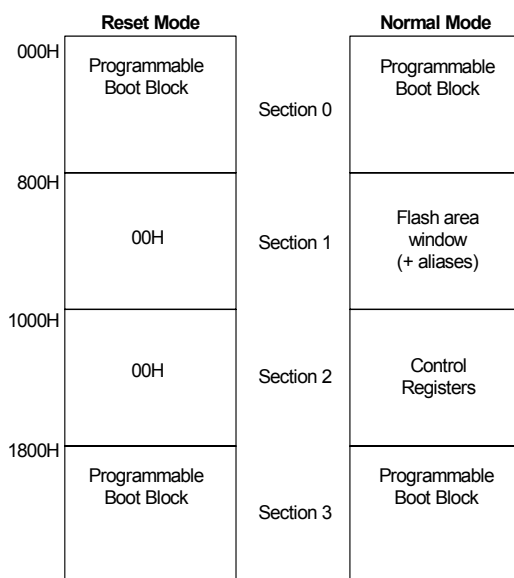 Reset Mode
Normal Mode
000H
Programmable
Boot Block
Section 0
Programmable
Boot Block
800H
00H
Section 1
Flash area
window
(+ aliases)
1000H
00H
Section 2
Control
Registers
1800H
Programmable
Boot Block
Section 3
Programmable
Boot Block